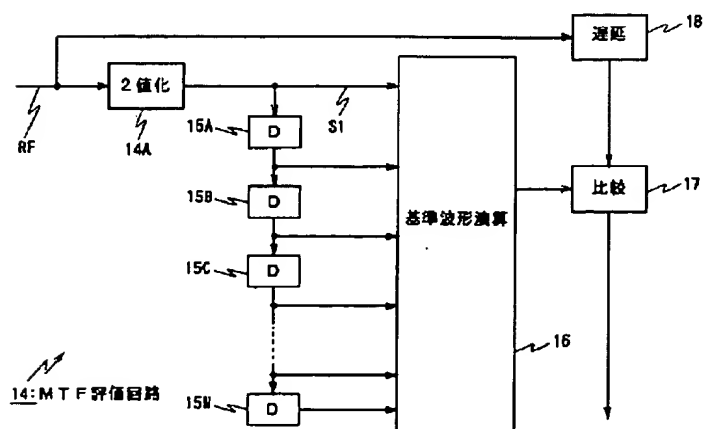 遅延
18
2値化
RF
14A
15A
D
S1
15B
D
比較
17
基準波形演算
15C
D
16
14:MTF評価回路
15N
D